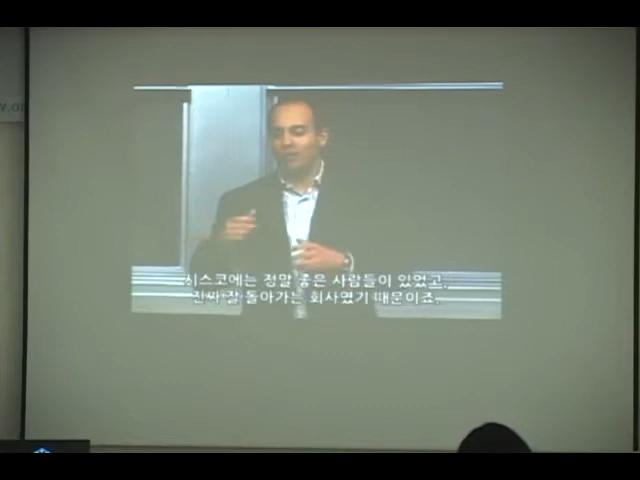 시스코에는 정말 좋은 사람들이 있었고,
진짜 잘 돌아가는 회사였기 때문이죠.